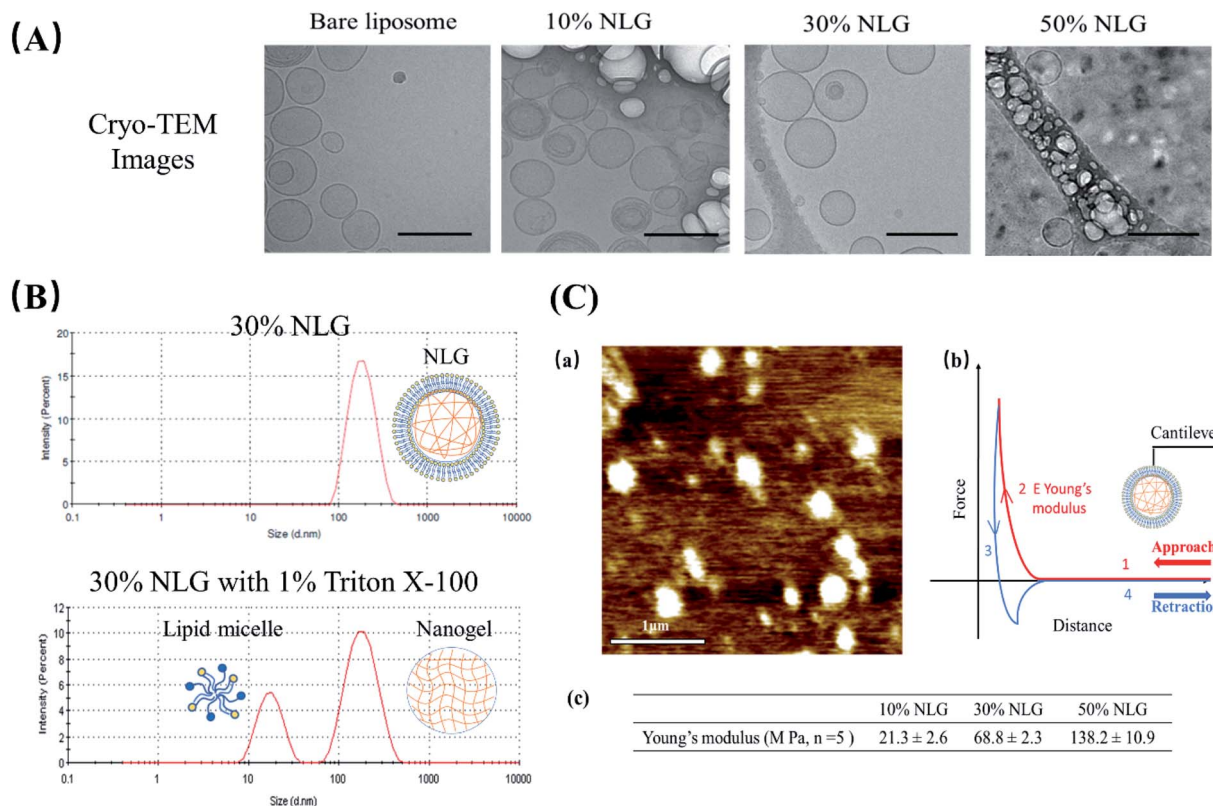 (A)
Bare liposome 10% NLG 30% NLG 50% NLG
Cryo-TEM
Images
(B)
30% NLG
NLG
Intensity (Percent)
20
15
10
5
0
0.1 1 10 100 1000 10000
Size (d.nm)
30% NLG with 1% Triton X-100
Lipid micelle Nanogel
Intensity (Percent)
12
10
8
6
4
2
0
0.1 1 10 100 1000 10000
Size (d.nm)
(C)
(a)
1μm
(b)
Cantileve
Force
2 E Young's
modulus
3
1 Approach
4 Retraction
Distance
(c)
10% NLG 30% NLG 50% NLG
Young's modulus (M Pa, n =5 ) 21.3 ± 2.6 68.8 ± 2.3 138.2 ± 10.9